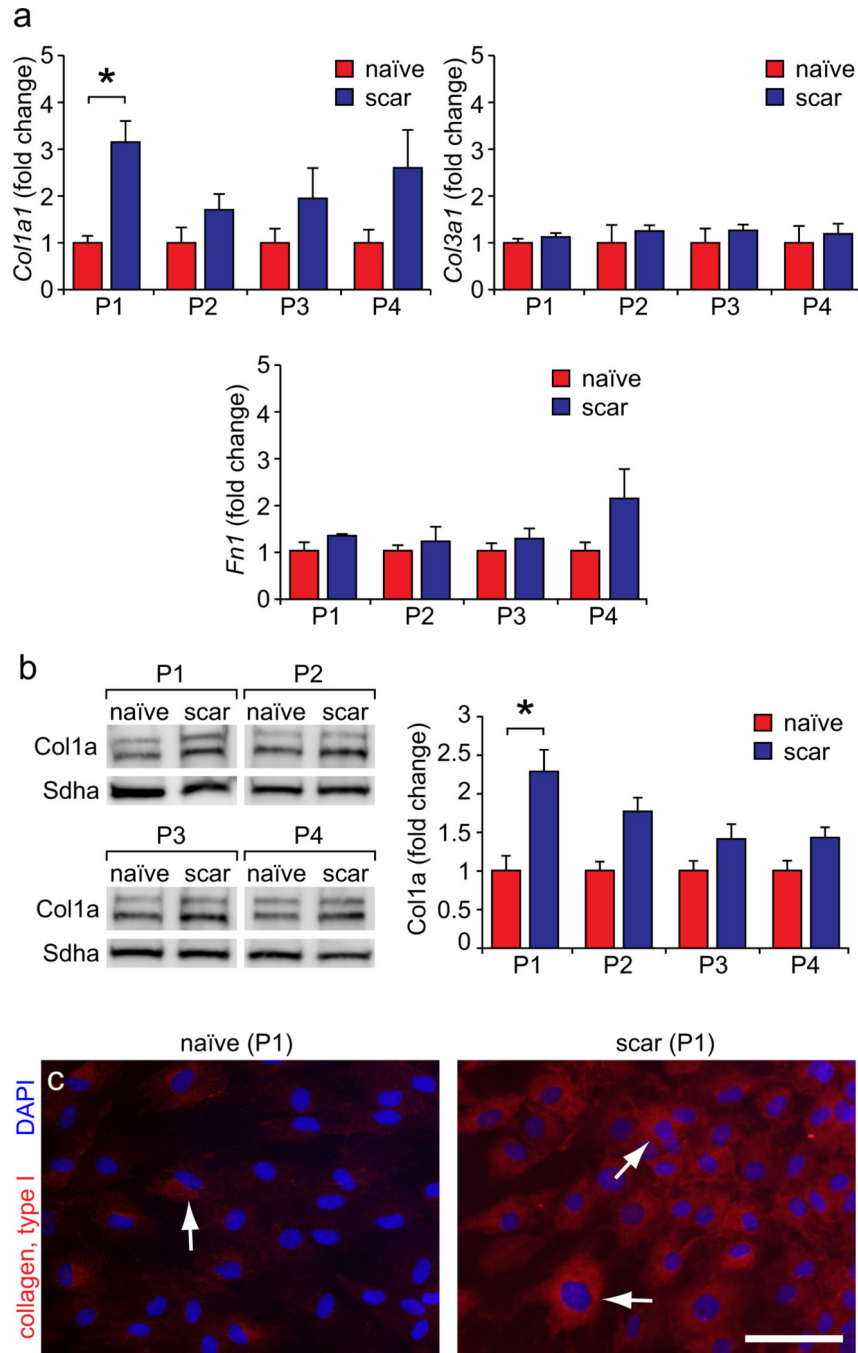 a
5
4
3
2
1
0
Col1a1 (fold change)
*
naïve
scar
P1 P2 P3 P4
5
4
3
2
1
0
Col3a1 (fold change)
naïve
scar
P1 P2 P3 P4
5
4
3
2
1
0
Fn1 (fold change)
naïve
scar
P1 P2 P3 P4
b
P1 P2
naïve scar naïve scar
Col1a
Sdha
P3 P4
naïve scar naïve scar
Col1a
Sdha
3
2.5
2
1.5
1
0.5
0
Col1a (fold change)
*
naïve
scar
P1 P2 P3 P4
naïve (P1) scar (P1)
c
collagen, type I DAPI